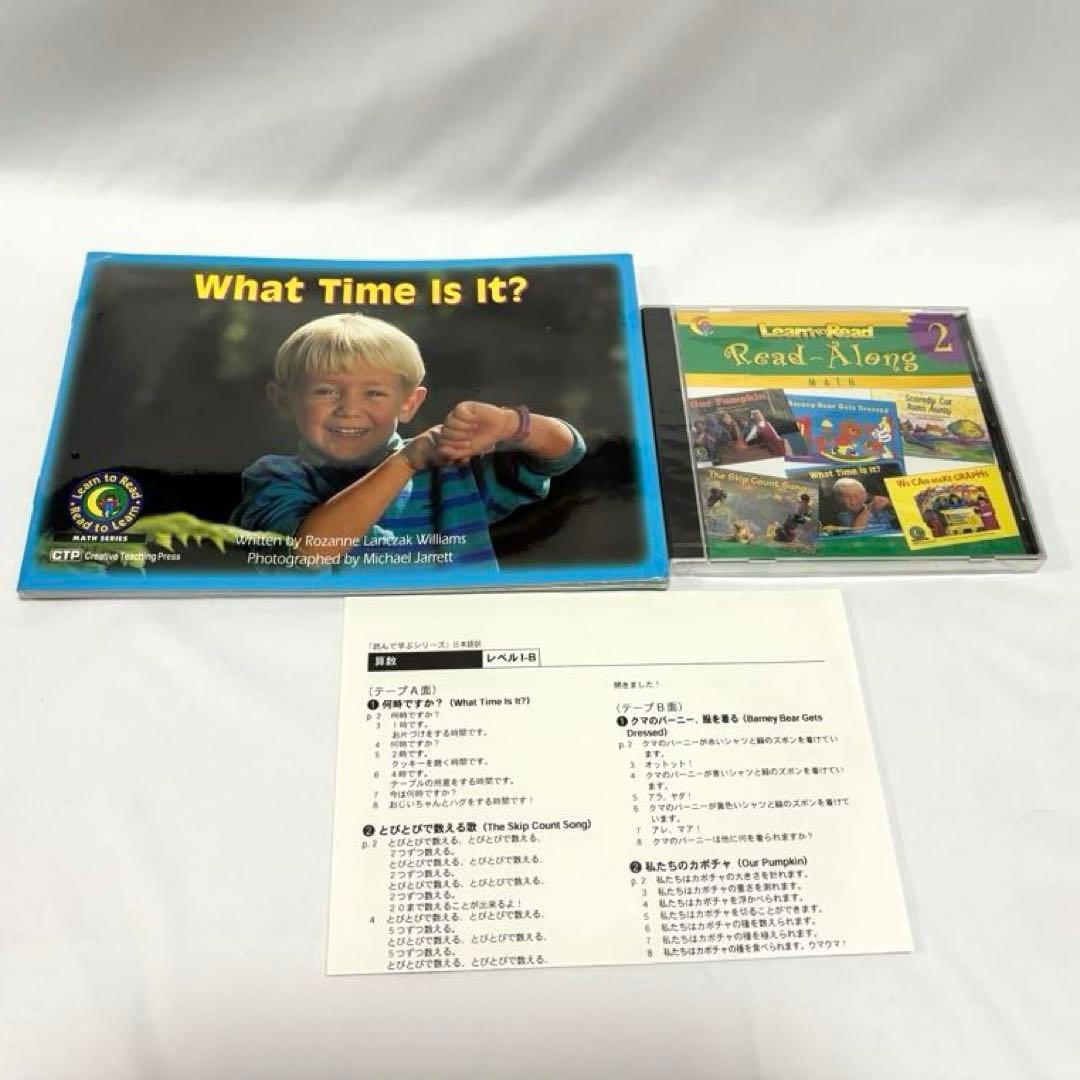 What Time Is It?
Learn to Read
Read to Learn
MATH SERIES
CTP Creative Teaching Press
Written by Rozanne Lanczak Williams
Photographed by Michael Jarrett
Learn to Read
Read-Along
2
MATH
Our Pumpkin
Barney Bear Gets Dressed
Scaredy Cat
Runs Away
The Skip Count Song
What Time Is It?
We CAN MAKE GRAPHS
「読んで学ぶシリーズ」日本語訳
算数 レベルⅠ-B
(テープA面)
❶ 何時ですか? (What Time Is It?)
p. 2 何時ですか?
3 1時です。
お片づけをする時間です。
4 何時ですか?
5 2時です。
クッキーを焼く時間です。
6 4時です。
テーブルの用意をする時間です。
7 今は何時ですか?
8 おじいちゃんとハグをする時間です!
❷ とびとびで数える歌 (The Skip Count Song)
p. 2 とびとびで数える、とびとびで数える、
2つずつ数える。
とびとびで数える、とびとびで数える、
2つずつ数える。
とびとびで数える、とびとびで数える、
2つずつ数える。
20まで数えることが出来るよ!
4 とびとびで数える、とびとびで数える、
5つずつ数える。
とびとびで数える、とびとびで数える、
5つずつ数える。
とびとびで数える、とびとびで数える、
開きました!
(テープB面)
❶ クマのバーニー、服を着る (Barney Bear Gets
Dressed)
p. 2 クマのバーニーが赤いシャツと緑のズボンを着けてい
ます。
3 オットット!
4 クマのバーニーが青いシャツと緑のズボンを着けてい
ます。
5 アラ、ヤダ!
6 クマのバーニーが黄色いシャツと緑のズボンを着けて
います。
7 アレ、マア!
8 クマのバーニーは他に何を着られますか?
❷ 私たちのカボチャ (Our Pumpkin)
p. 2 私たちはカボチャの大きさを計れます。
3 私たちはカボチャの重さを測れます。
4 私たちはカボチャを浮かべられます。
5 私たちはカボチャを切ることができます。
6 私たちはカボチャの種を数えられます。
7 私たちはカボチャの種を植えられます。
8 私たちはカボチャの種を食べられます。ウマウマ!